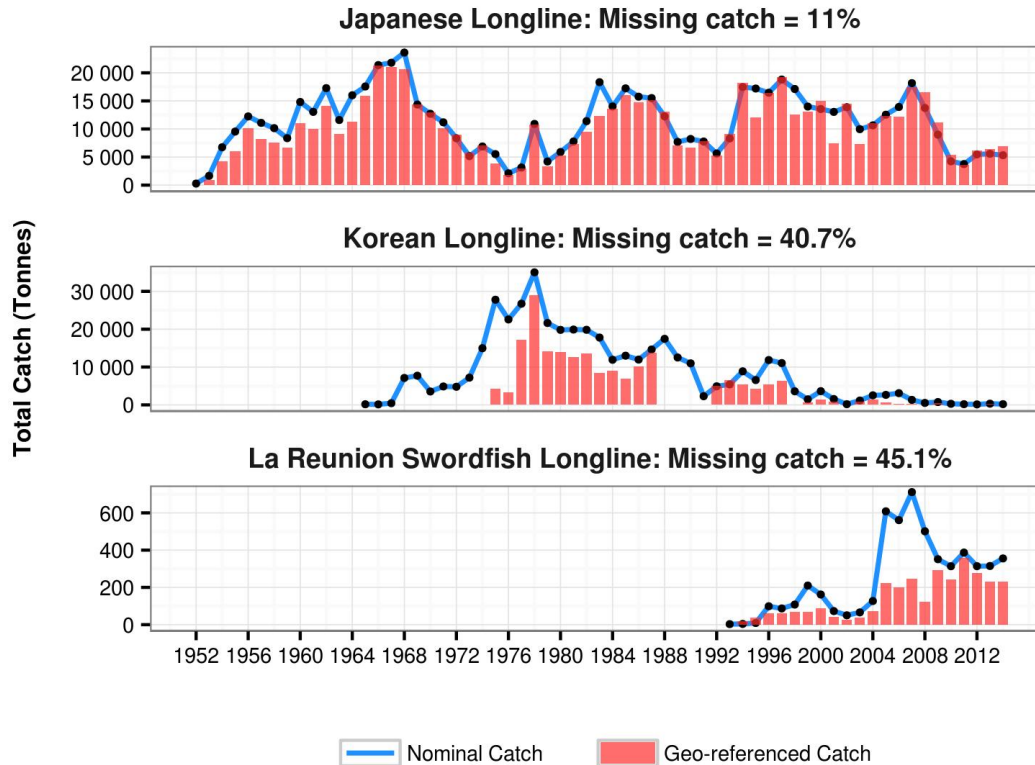 Japanese Longline: Missing catch = 11%
20 000
15 000
10 000
5 000
0
Korean Longline: Missing catch = 40.7%
30 000
20 000
10 000
0
Total Catch (Tonnes)
La Reunion Swordfish Longline: Missing catch = 45.1%
600
400
200
0
1952 1956 1960 1964 1968 1972 1976 1980 1984 1988 1992 1996 2000 2004 2008 2012
Nominal Catch Geo-referenced Catch